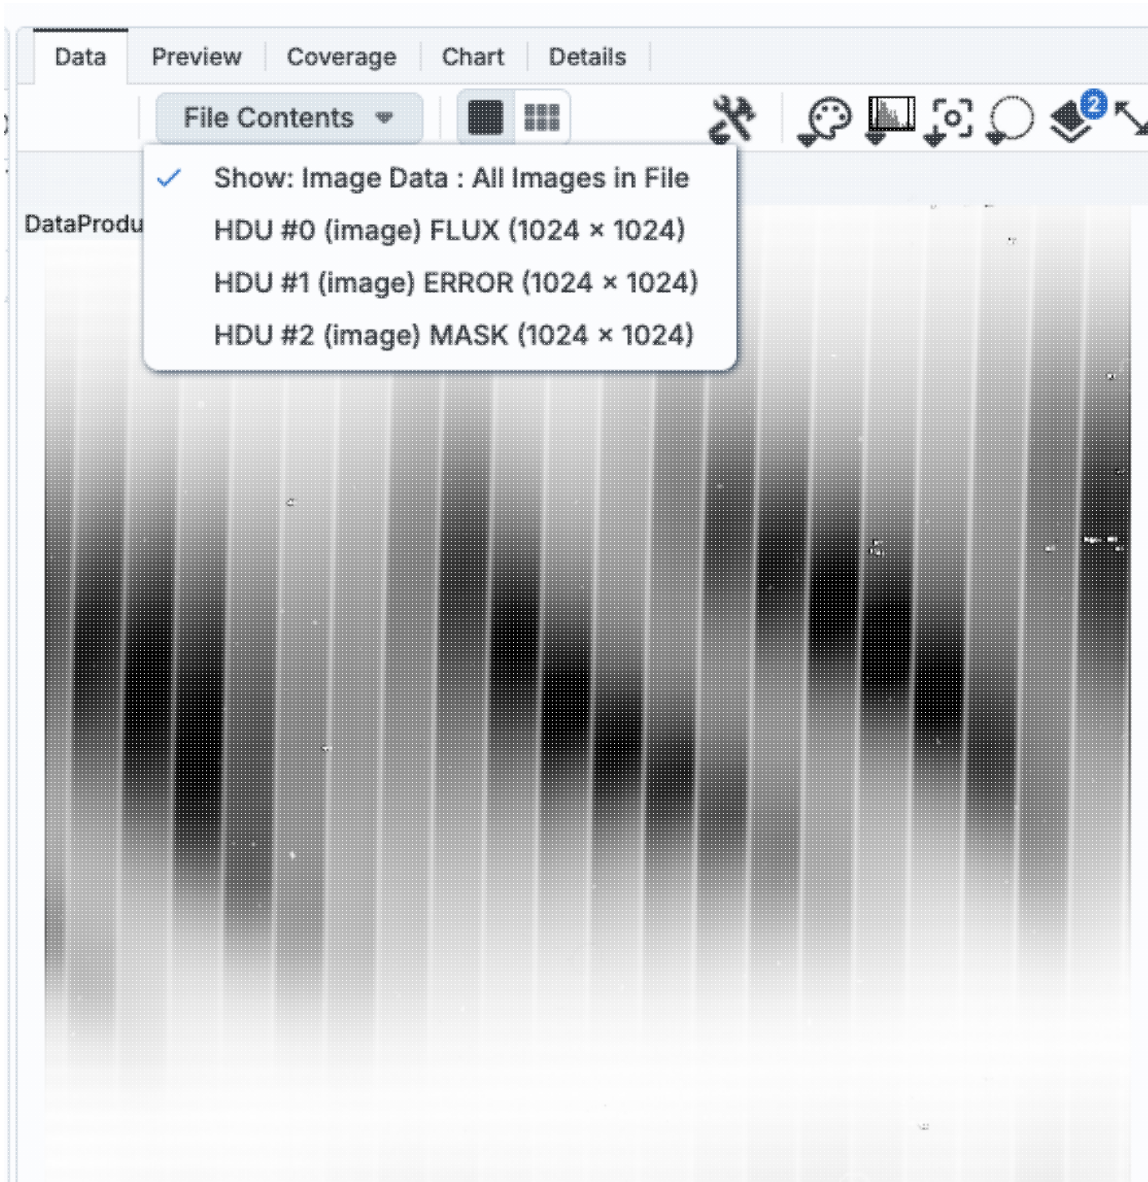 Data Preview Coverage Chart Details
File Contents
2
Show: Image Data : All Images in File
DataProdu
HDU #0 (image) FLUX (1024 × 1024)
HDU #1 (image) ERROR (1024 × 1024)
HDU #2 (image) MASK (1024 × 1024)